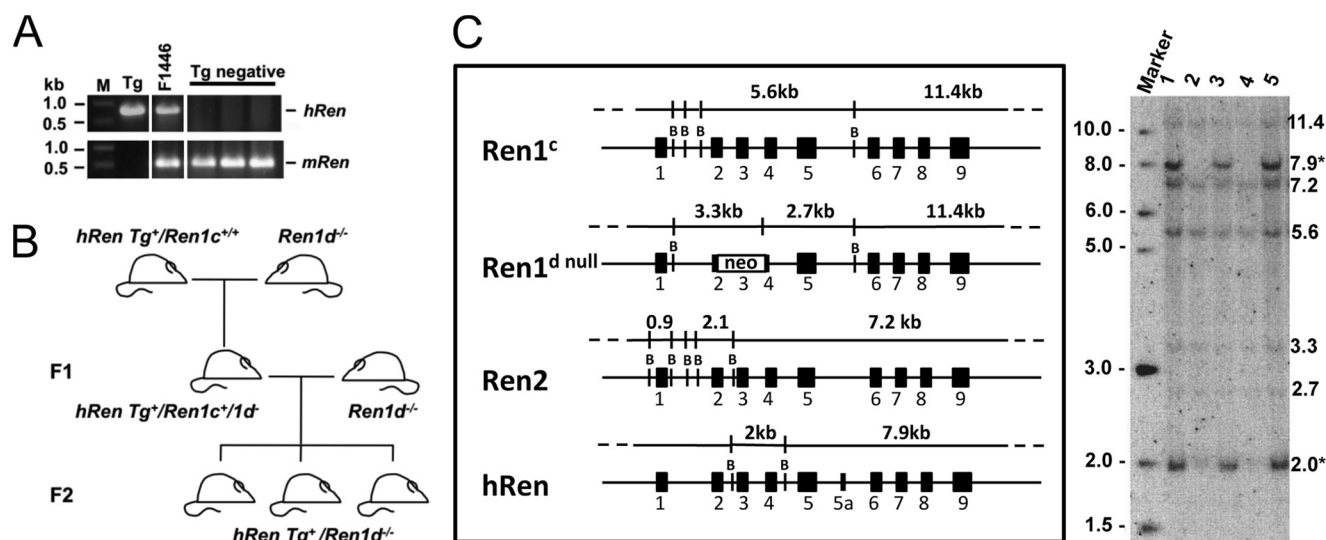 A
kb M Tg F1446 Tg negative
1.0
0.5
hRen
1.0
0.5
mRen
B
hRen Tg⁺/Ren1c⁺/⁺ Ren1d⁻/⁻
F1
hRen Tg⁺/Ren1c⁺/1d⁻ Ren1d⁻/⁻
F2
hRen Tg⁺/Ren1d⁻/⁻
C
5.6kb 11.4kb
B B B B
Ren1ᶜ
1 2 3 4 5 6 7 8 9
3.3kb 2.7kb 11.4kb
B B
Ren1ᵈ ⁿᵘˡˡ neo
1 2 3 4 5 6 7 8 9
0.9 2.1 7.2 kb
B B B B B
Ren2
1 2 3 4 5 6 7 8 9
2kb 7.9kb
B B
hRen
1 2 3 4 5 5a 6 7 8 9
Marker 1 2 3 4 5
10.0 -
8.0 -
6.0 -
5.0 -
3.0 -
2.0 -
1.5 -
11.4
7.9*
7.2
5.6
3.3
2.7
2.0*